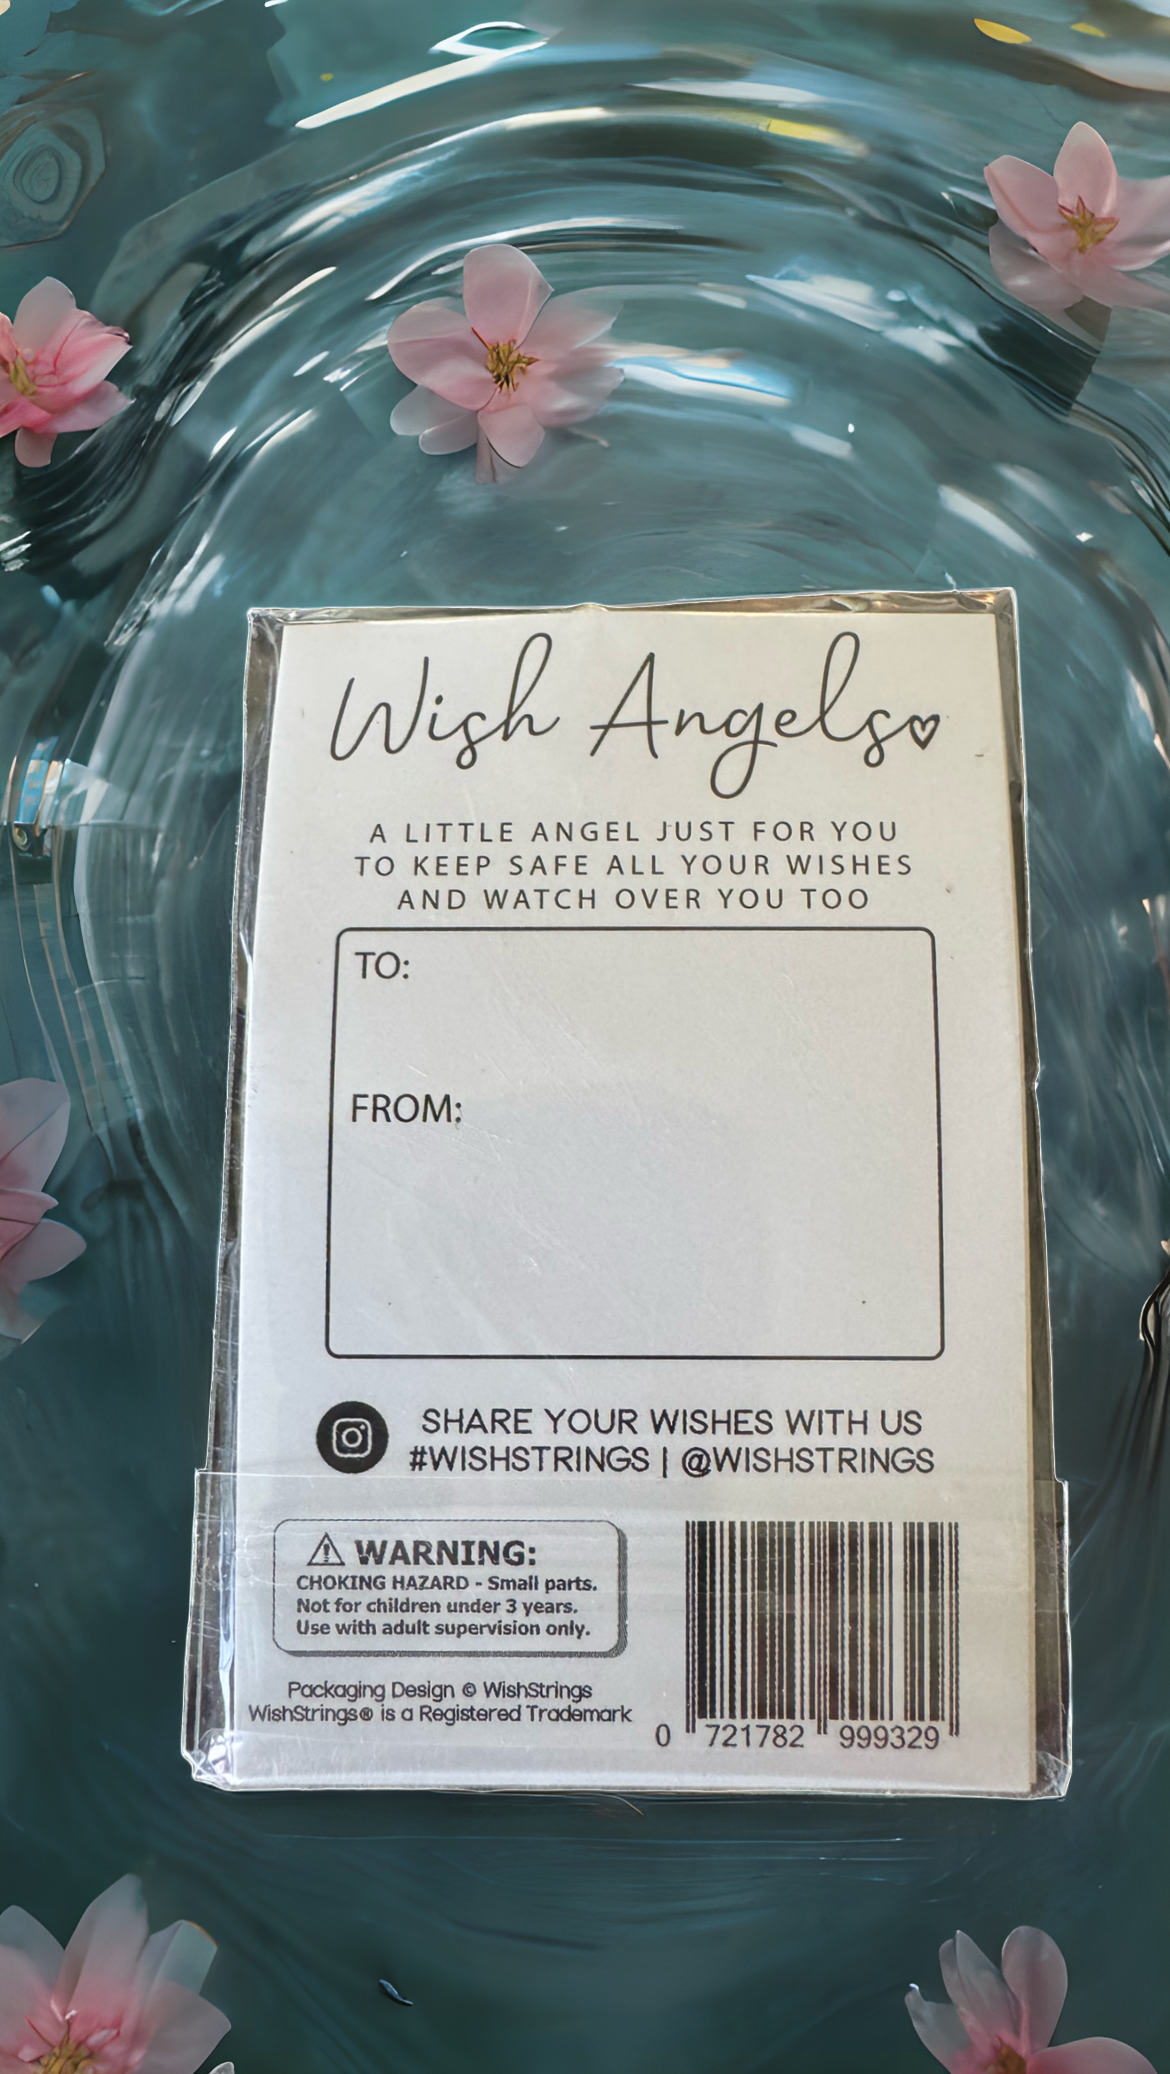 Wish Angels
A LITTLE ANGEL JUST FOR YOU
TO KEEP SAFE ALL YOUR WISHES
AND WATCH OVER YOU TOO
TO:
FROM:
SHARE YOUR WISHES WITH US
#WISHSTRINGS | @WISHSTRINGS
WARNING:
CHOKING HAZARD - Small parts.
Not for children under 3 years.
Use with adult supervision only.
Packaging Design © WishStrings
WishStrings® is a Registered Trademark
0 721782 999329